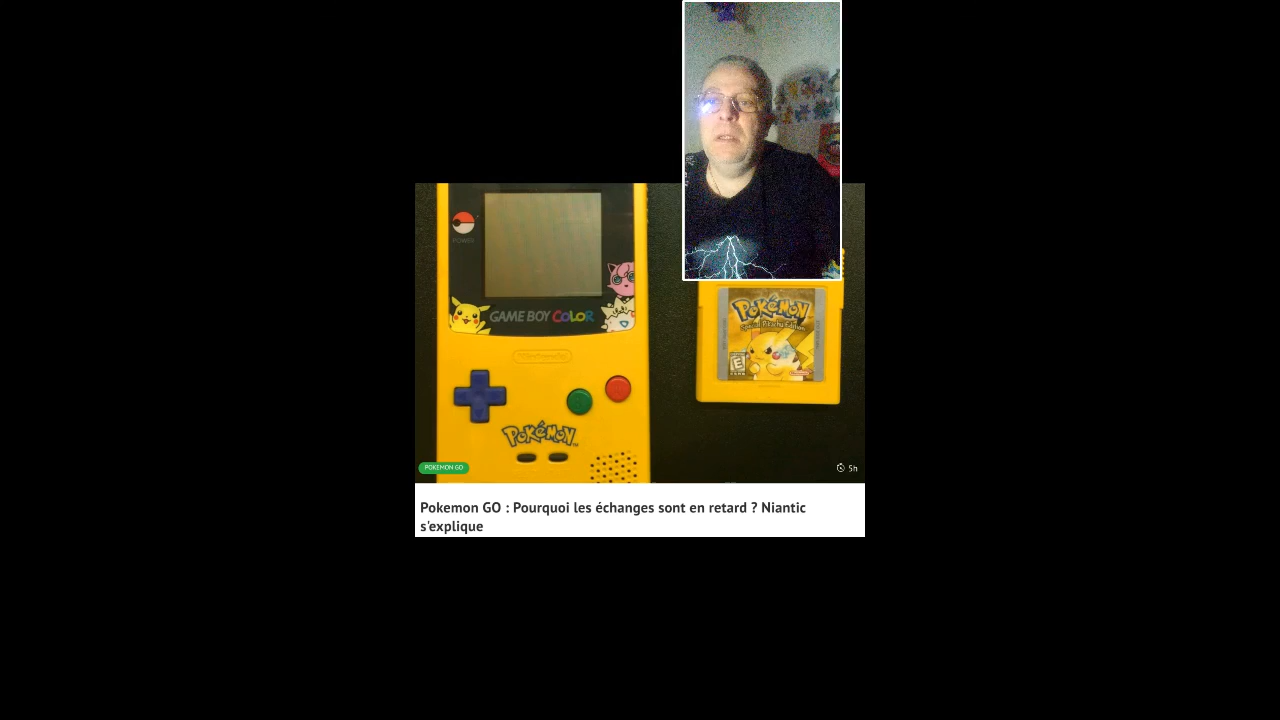 POWER
GAME BOY COLOR
Nintendo
POKéMON
POKéMON
Special Pikachu Edition
E
POKEMON GO
5h
Pokemon GO : Pourquoi les échanges sont en retard ? Niantic
s'explique